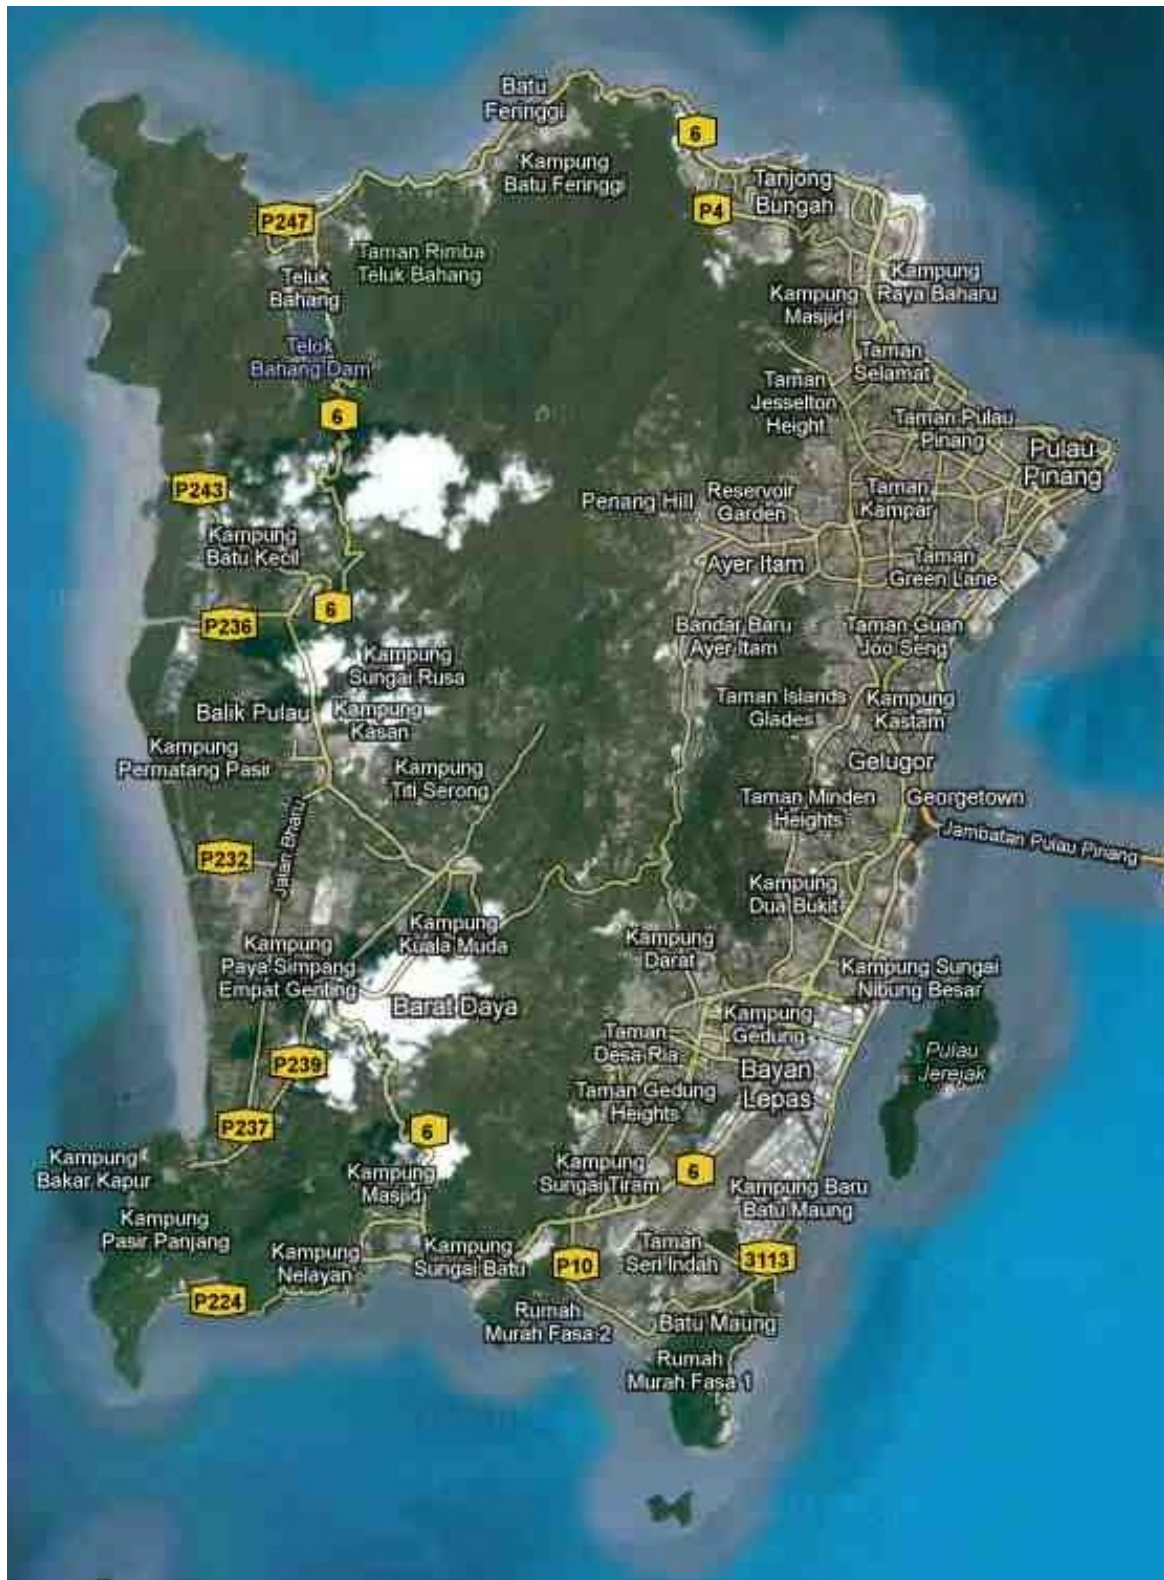 Batu
Feringgi
6
Kampung
Batu Feringgi
Tanjong
Bungah
P4
P247
Taman Rimba
Teluk Bahang
Teluk
Bahang
Kampung
Raya Baharu
Kampung
Masjid
Telok
Bahang Dam
Taman
Selamat
Taman
Jesselton
Height
6
Taman Pulau
Pinang
Pulau
Pinang
P243
Penang Hill
Reservoir
Garden
Taman
Kampar
Kampung
Batu Kecil
Ayer Itam
Taman
Green Lane
6
P236
Bandar Baru
Ayer Itam
Taman Guan
Joo Seng
Kampung
Sungai Rusa
Balik Pulau
Kampung
Kasan
Taman Islands
Glades
Kampung
Kastam
Kampung
Permatang Pasir
Kampung
Titi Serong
Gelugor
Taman Minden
Heights
Georgetown
Jambatan Pulau Pinang
Jalan Bharu
P232
Kampung
Dua Bukit
Kampung
Kuala Muda
Kampung
Darat
Kampung
Paya Simpang
Empat Genting
Kampung Sungai
Nibung Besar
Barat Daya
Kampung
Gedung
Taman
Desa Ria
Pulau
Jerejak
P239
Bayan
Lepas
Taman Gedung
Heights
P237
6
Kampung
Bakar Kapur
Kampung
Masjid
Kampung
Sungai Tiram
6
Kampung Baru
Batu Maung
Kampung
Pasir Panjang
Kampung
Nelayan
Kampung
Sungai Batu
P10
Taman
Seri Indah
3113
P224
Rumah
Murah Fasa 2
Batu Maung
Rumah
Murah Fasa 1